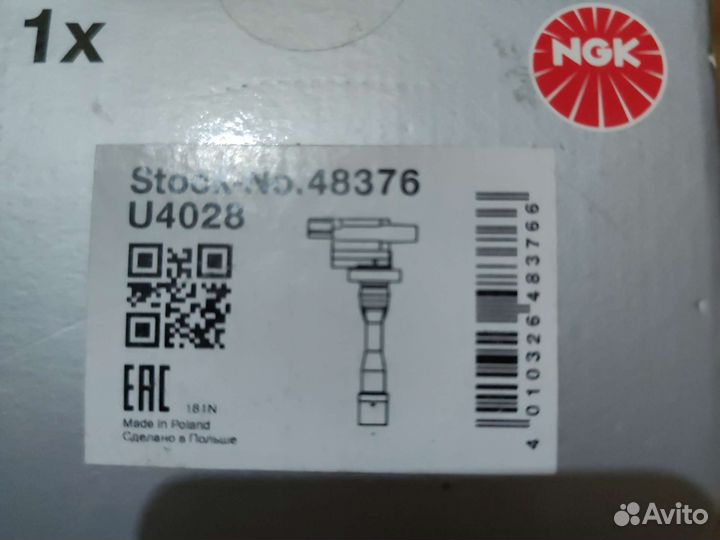 1x
NGK
Stock-No.48376
U4028
EAC
181N
Made in Poland
Сделано в Польше
4 010326 483766
Avito